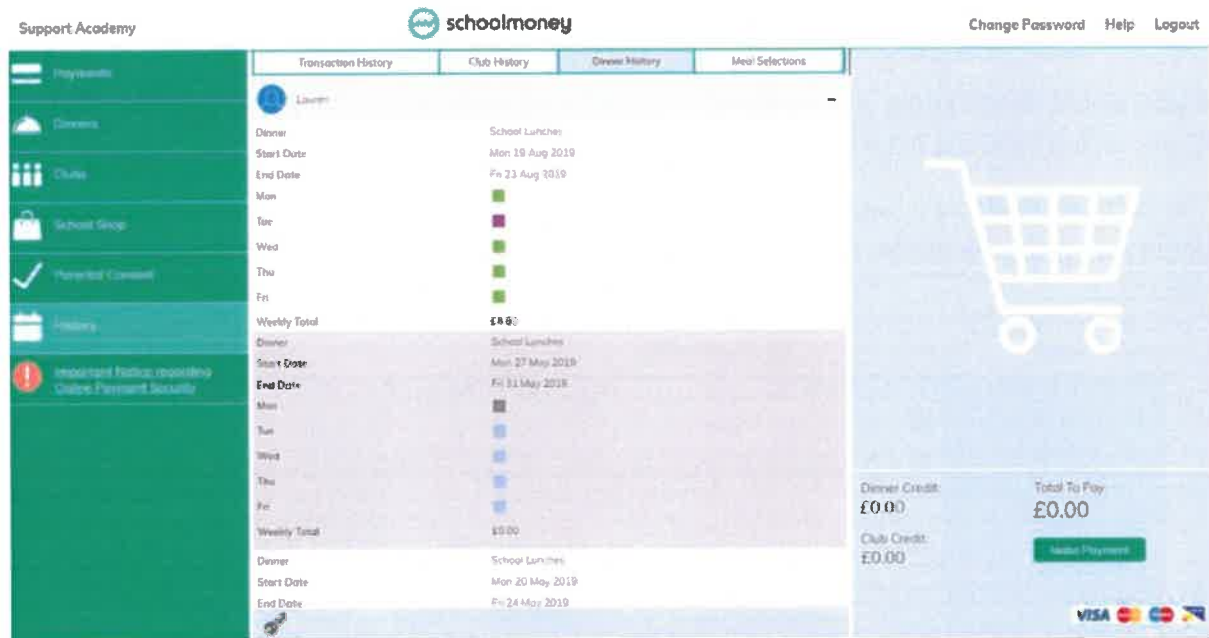 Support Academy
schoolmoney
Change Password Help Logout
Payments
Dinners
Clubs
School Shop
Parental Consent
History
Important Notice regarding
Online Payment Security
Transaction History Club History Dinner History Meal Selections
Lauren
Dinner School Lunches
Start Date Mon 19 Aug 2019
End Date Fri 23 Aug 2019
Mon
Tue
Wed
Thu
Fri
Weekly Total
Dinner School Lunches
Start Date Mon 27 May 2019
End Date Fri 31 May 2019
Mon
Tue
Wed
Thu
Fri
Weekly Total £0.00
Dinner School Lunches
Start Date Mon 20 May 2019
End Date Fri 24 May 2019
Dinner Credit:
£0.00
Club Credit:
£0.00
Total To Pay
£0.00
Make Payment
VISA